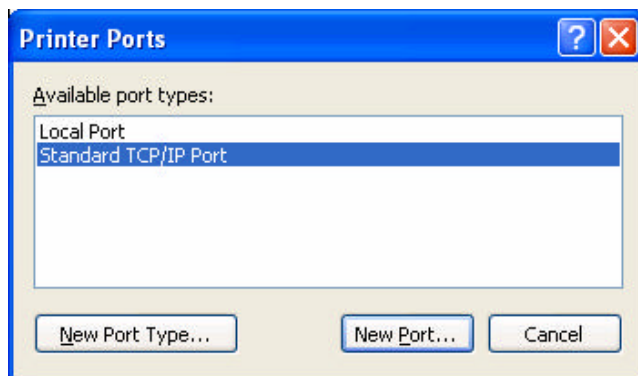 Printer Ports
Available port types:
Local Port
Standard TCP/IP Port
New Port Type...
New Port...
Cancel